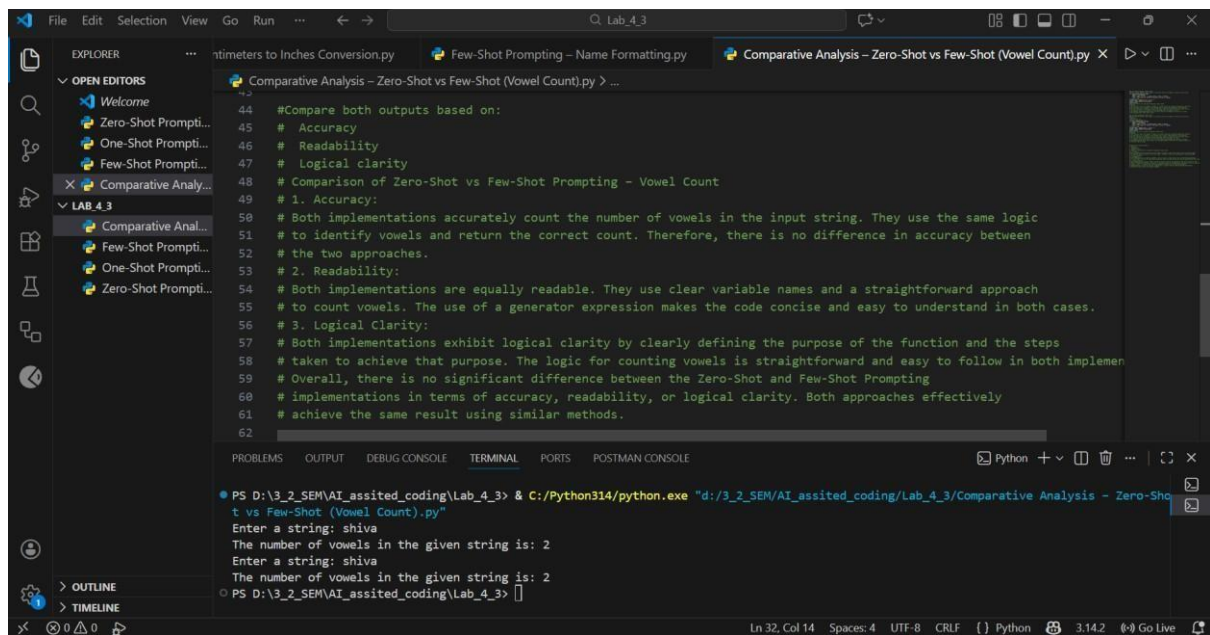 File Edit Selection View Go Run ··· Lab_4_3
EXPLORER ···
OPEN EDITORS
Welcome
Zero-Shot Prompti...
One-Shot Prompti...
Few-Shot Prompti...
Comparative Analy...
LAB_4_3
Comparative Anal...
Few-Shot Prompti...
One-Shot Prompti...
Zero-Shot Prompti...
OUTLINE
TIMELINE
ntimeters to Inches Conversion.py Few-Shot Prompting – Name Formatting.py Comparative Analysis – Zero-Shot vs Few-Shot (Vowel Count).py
Comparative Analysis – Zero-Shot vs Few-Shot (Vowel Count).py > ...
43
44 #Compare both outputs based on:
45 # Accuracy
46 # Readability
47 # Logical clarity
48 # Comparison of Zero-Shot vs Few-Shot Prompting – Vowel Count
49 # 1. Accuracy:
50 # Both implementations accurately count the number of vowels in the input string. They use the same logic
51 # to identify vowels and return the correct count. Therefore, there is no difference in accuracy between
52 # the two approaches.
53 # 2. Readability:
54 # Both implementations are equally readable. They use clear variable names and a straightforward approach
55 # to count vowels. The use of a generator expression makes the code concise and easy to understand in both cases.
56 # 3. Logical Clarity:
57 # Both implementations exhibit logical clarity by clearly defining the purpose of the function and the steps
58 # taken to achieve that purpose. The logic for counting vowels is straightforward and easy to follow in both implemen
59 # Overall, there is no significant difference between the Zero-Shot and Few-Shot Prompting
60 # implementations in terms of accuracy, readability, or logical clarity. Both approaches effectively
61 # achieve the same result using similar methods.
62
PROBLEMS OUTPUT DEBUG CONSOLE TERMINAL PORTS POSTMAN CONSOLE Python
PS D:\3_2_SEM\AI_assited_coding\Lab_4_3> & C:/Python314/python.exe "d:/3_2_SEM/AI_assited_coding/Lab_4_3/Comparative Analysis – Zero-Sho
t vs Few-Shot (Vowel Count).py"
Enter a string: shiva
The number of vowels in the given string is: 2
Enter a string: shiva
The number of vowels in the given string is: 2
PS D:\3_2_SEM\AI_assited_coding\Lab_4_3>
1
0 0 Ln 32, Col 14 Spaces: 4 UTF-8 CRLF { } Python 3.14.2 Go Live